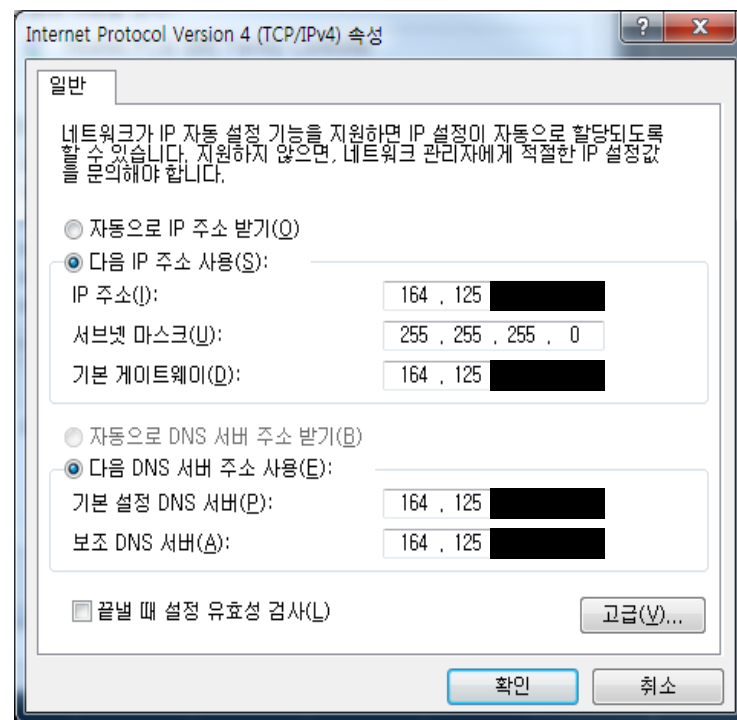 Internet Protocol Version 4 (TCP/IPv4) 속성
일반
네트워크가 IP 자동 설정 기능을 지원하면 IP 설정이 자동으로 할당되도록
할 수 있습니다. 지원하지 않으면, 네트워크 관리자에게 적절한 IP 설정값
을 문의해야 합니다.
자동으로 IP 주소 받기(O)
다음 IP 주소 사용(S):
IP 주소(I): 164 . 125
서브넷 마스크(U): 255 . 255 . 255 . 0
기본 게이트웨이(D): 164 . 125
자동으로 DNS 서버 주소 받기(B)
다음 DNS 서버 주소 사용(E):
기본 설정 DNS 서버(P): 164 . 125
보조 DNS 서버(A): 164 . 125
끝낼 때 설정 유효성 검사(L)
고급(V)...
확인 취소